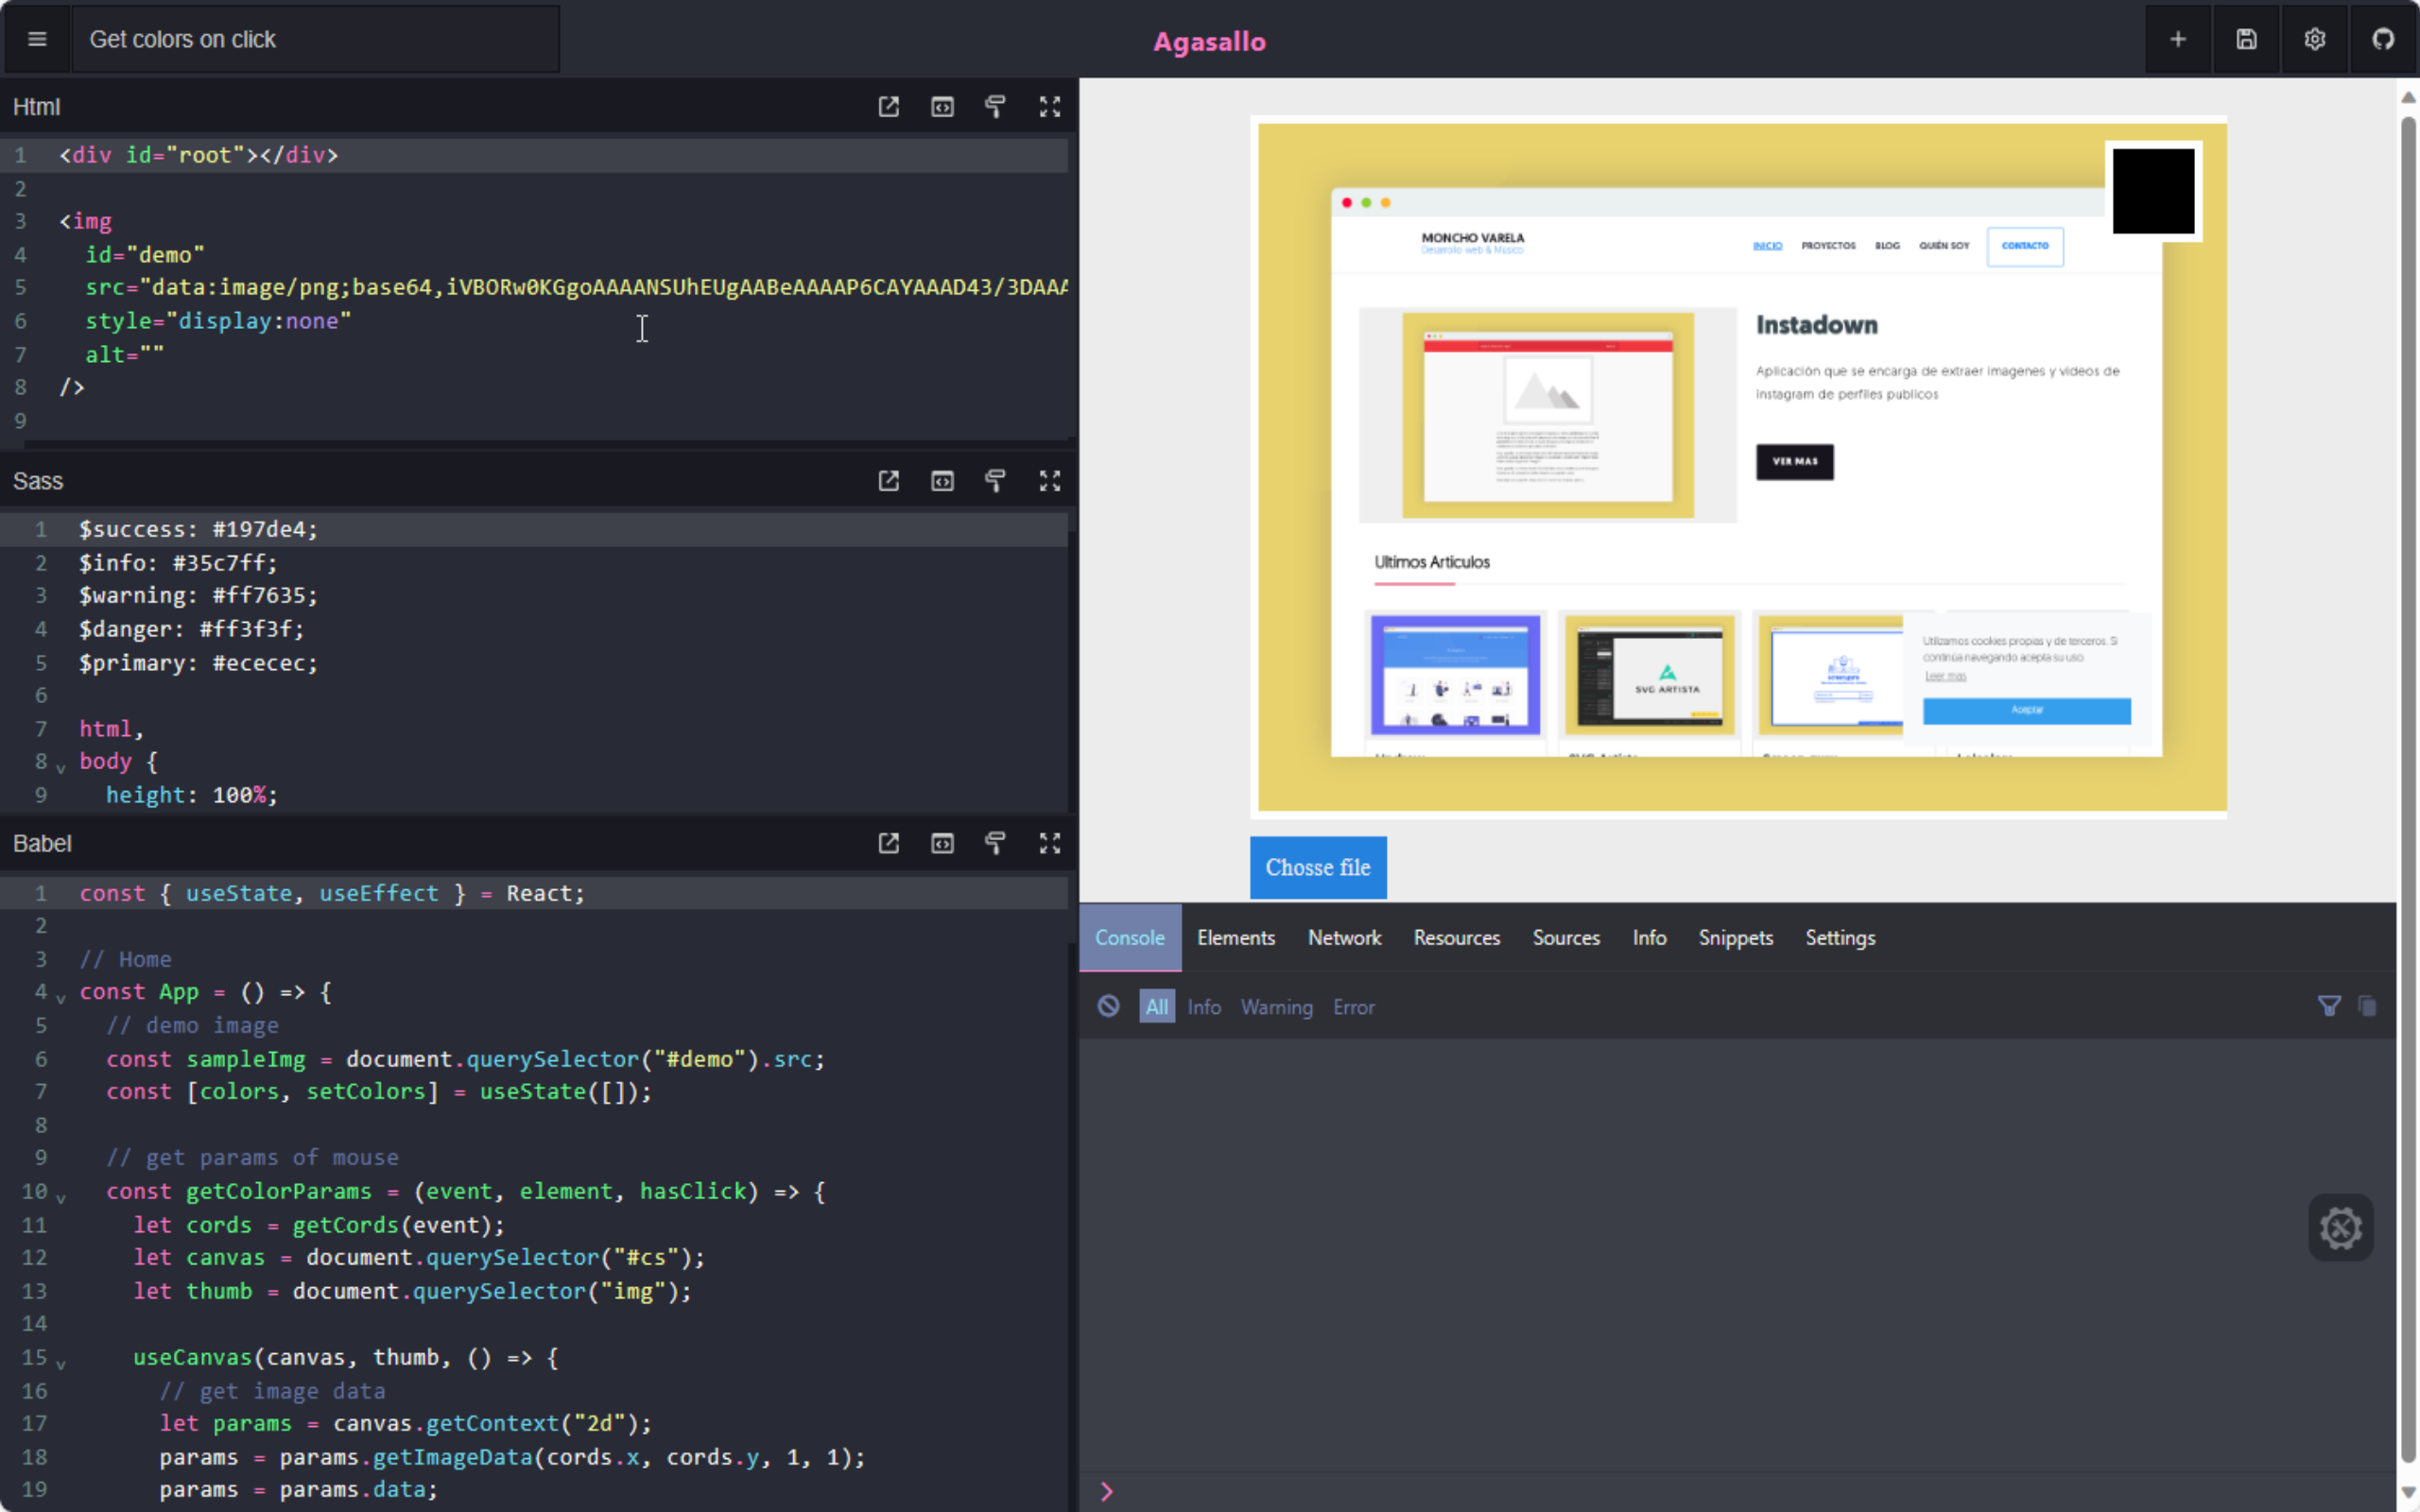 Get colors on click
Agasallo
Html
1 <div id="root"></div>
2
3 <img
4 id="demo"
5 src="data:image/png;base64,iVBORw0KGgoAAAANSUhEUgAABeAAAAP6CAYAAAD43/3DAAA
6 style="display:none"
7 alt=""
8 />
9
Sass
1 $success: #197de4;
2 $info: #35c7ff;
3 $warning: #ff7635;
4 $danger: #ff3f3f;
5 $primary: #ececec;
6
7 html,
8 body {
9 height: 100%;
Babel
1 const { useState, useEffect } = React;
2
3 // Home
4 const App = () => {
5 // demo image
6 const sampleImg = document.querySelector("#demo").src;
7 const [colors, setColors] = useState([]);
8
9 // get params of mouse
10 const getColorParams = (event, element, hasClick) => {
11 let cords = getCords(event);
12 let canvas = document.querySelector("#cs");
13 let thumb = document.querySelector("img");
14
15 useCanvas(canvas, thumb, () => {
16 // get image data
17 let params = canvas.getContext("2d");
18 params = params.getImageData(cords.x, cords.y, 1, 1);
19 params = params.data;
MONCHO VARELA
Desarrollo web & Músico
INICIO PROYECTOS BLOG QUIÉN SOY CONTACTO
Instadown
Aplicación que se encarga de extraer imagenes y videos de
Instagram de perfiles publicos
VER MAS
Ultimos Articulos
SVG ARTISTA
Utilizamos cookies propias y de terceros. Si
continúa navegando acepta su uso
Leer mas
Aceptar
Chosse file
Console Elements Network Resources Sources Info Snippets Settings
All Info Warning Error